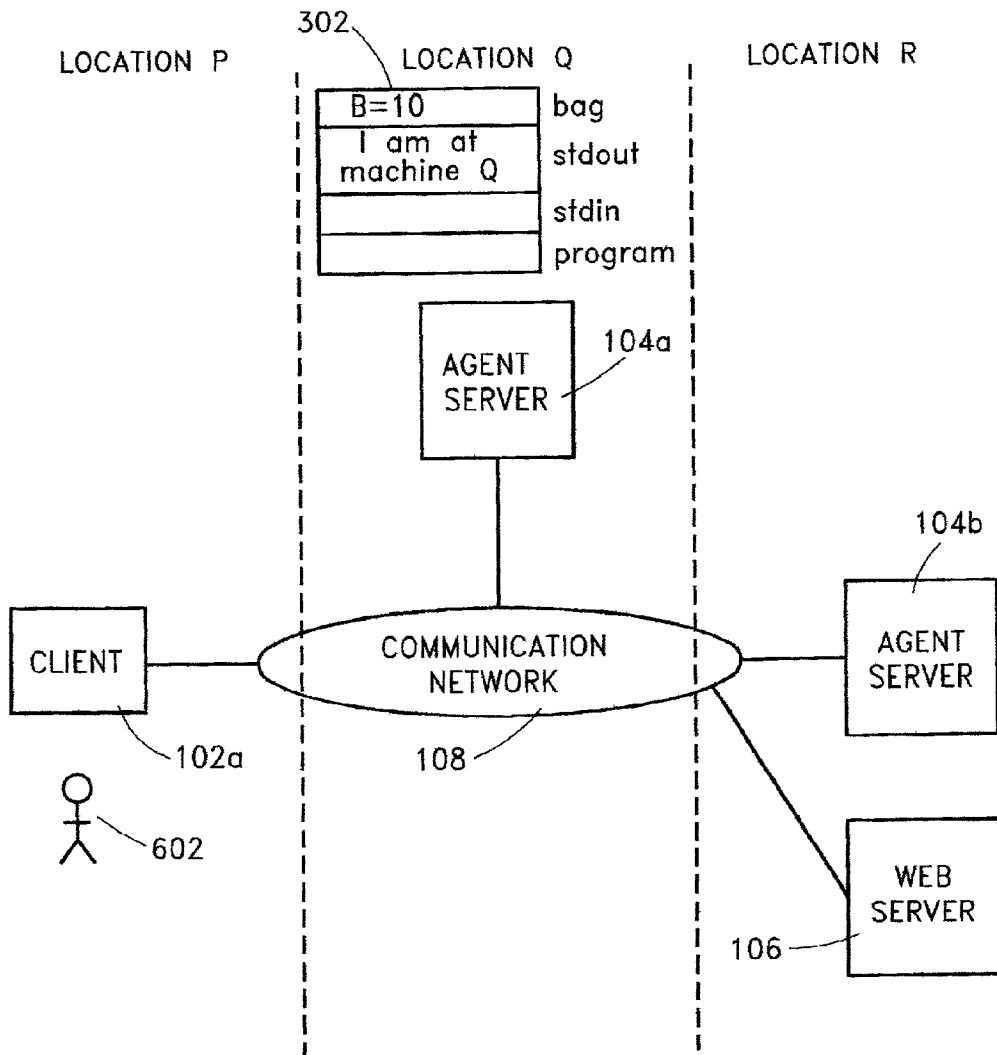 302
LOCATION P
LOCATION Q
LOCATION R
B=10
bag
I am at
machine Q
stdout
stdin
program
AGENT
SERVER
104a
104b
CLIENT
COMMUNICATION
NETWORK
AGENT
SERVER
102a
108
602
WEB
SERVER
106